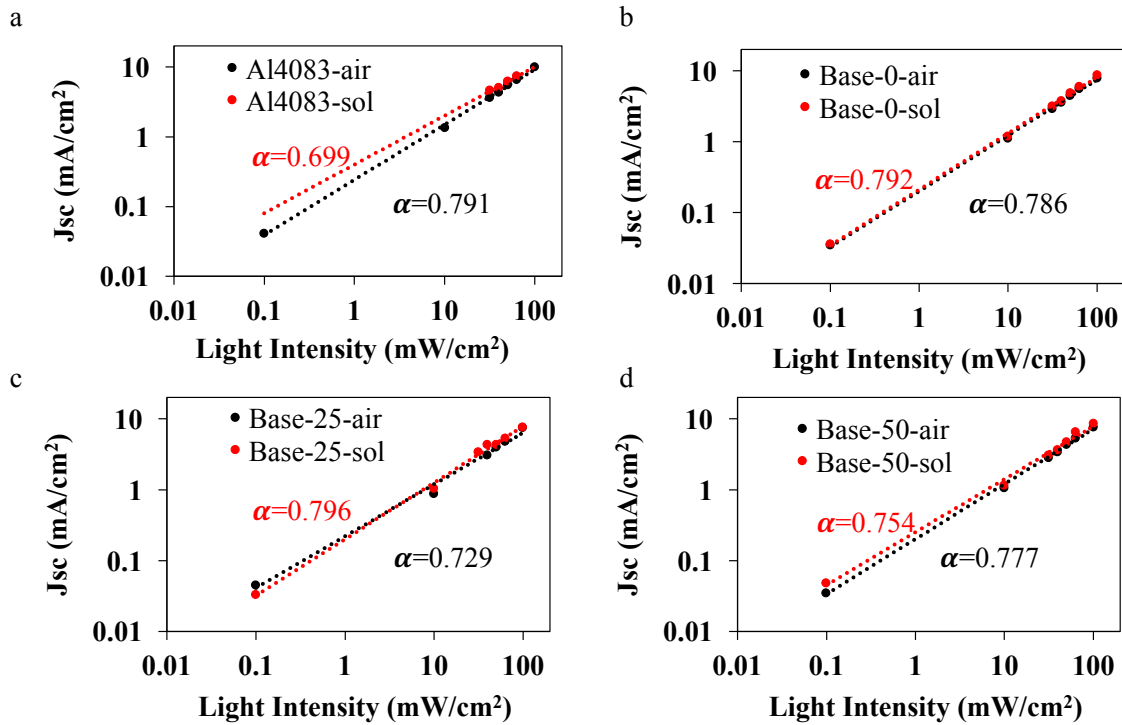 a
Jsc (mA/cm²)
10
1
0.1
0.01
Al4083-air
Al4083-sol
α=0.699
α=0.791
0.01 0.1 1 10 100
Light Intensity (mW/cm²)
b
Jsc (mA/cm²)
10
1
0.1
0.01
Base-0-air
Base-0-sol
α=0.792
α=0.786
0.01 0.1 1 10 100
Light Intensity (mW/cm²)
c
Jsc (mA/cm²)
10
1
0.1
0.01
Base-25-air
Base-25-sol
α=0.796
α=0.729
0.01 0.1 1 10 100
Light Intensity (mW/cm²)
d
Jsc (mA/cm²)
10
1
0.1
0.01
Base-50-air
Base-50-sol
α=0.754
α=0.777
0.01 0.1 1 10 100
Light Intensity (mW/cm²)